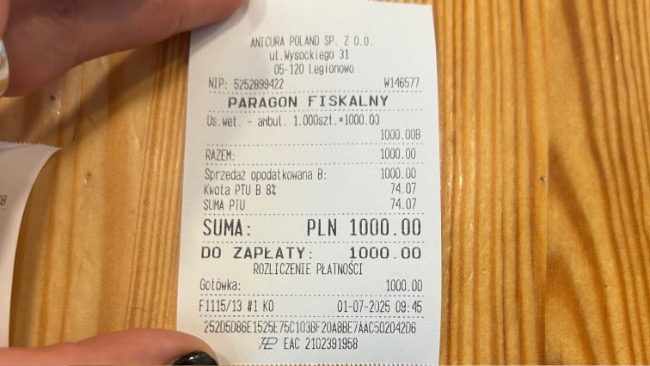 ANICURA POLAND SP. Z O.O.
ul.Wysockiego 31
05-120 Legionowo
NIP: 5252899422 W146577
PARAGON FISKALNY
Us.wet. - ambul. 1.000szt.*1000.00
1000.00B
RAZEM: 1000.00
Sprzedaż opodatkowana B: 1000.00
Kwota PTU B 8% 74.07
SUMA PTU 74.07
SUMA: PLN 1000.00
DO ZAPŁATY: 1000.00
ROZLICZENIE PŁATNOŚCI
Gotówka: 1000.00
F1115/13 #1 KO 01-07-2025 09:45
252D5D86E1525E75C103BF20A8BE7AAC502042D6
EAC 2102391958